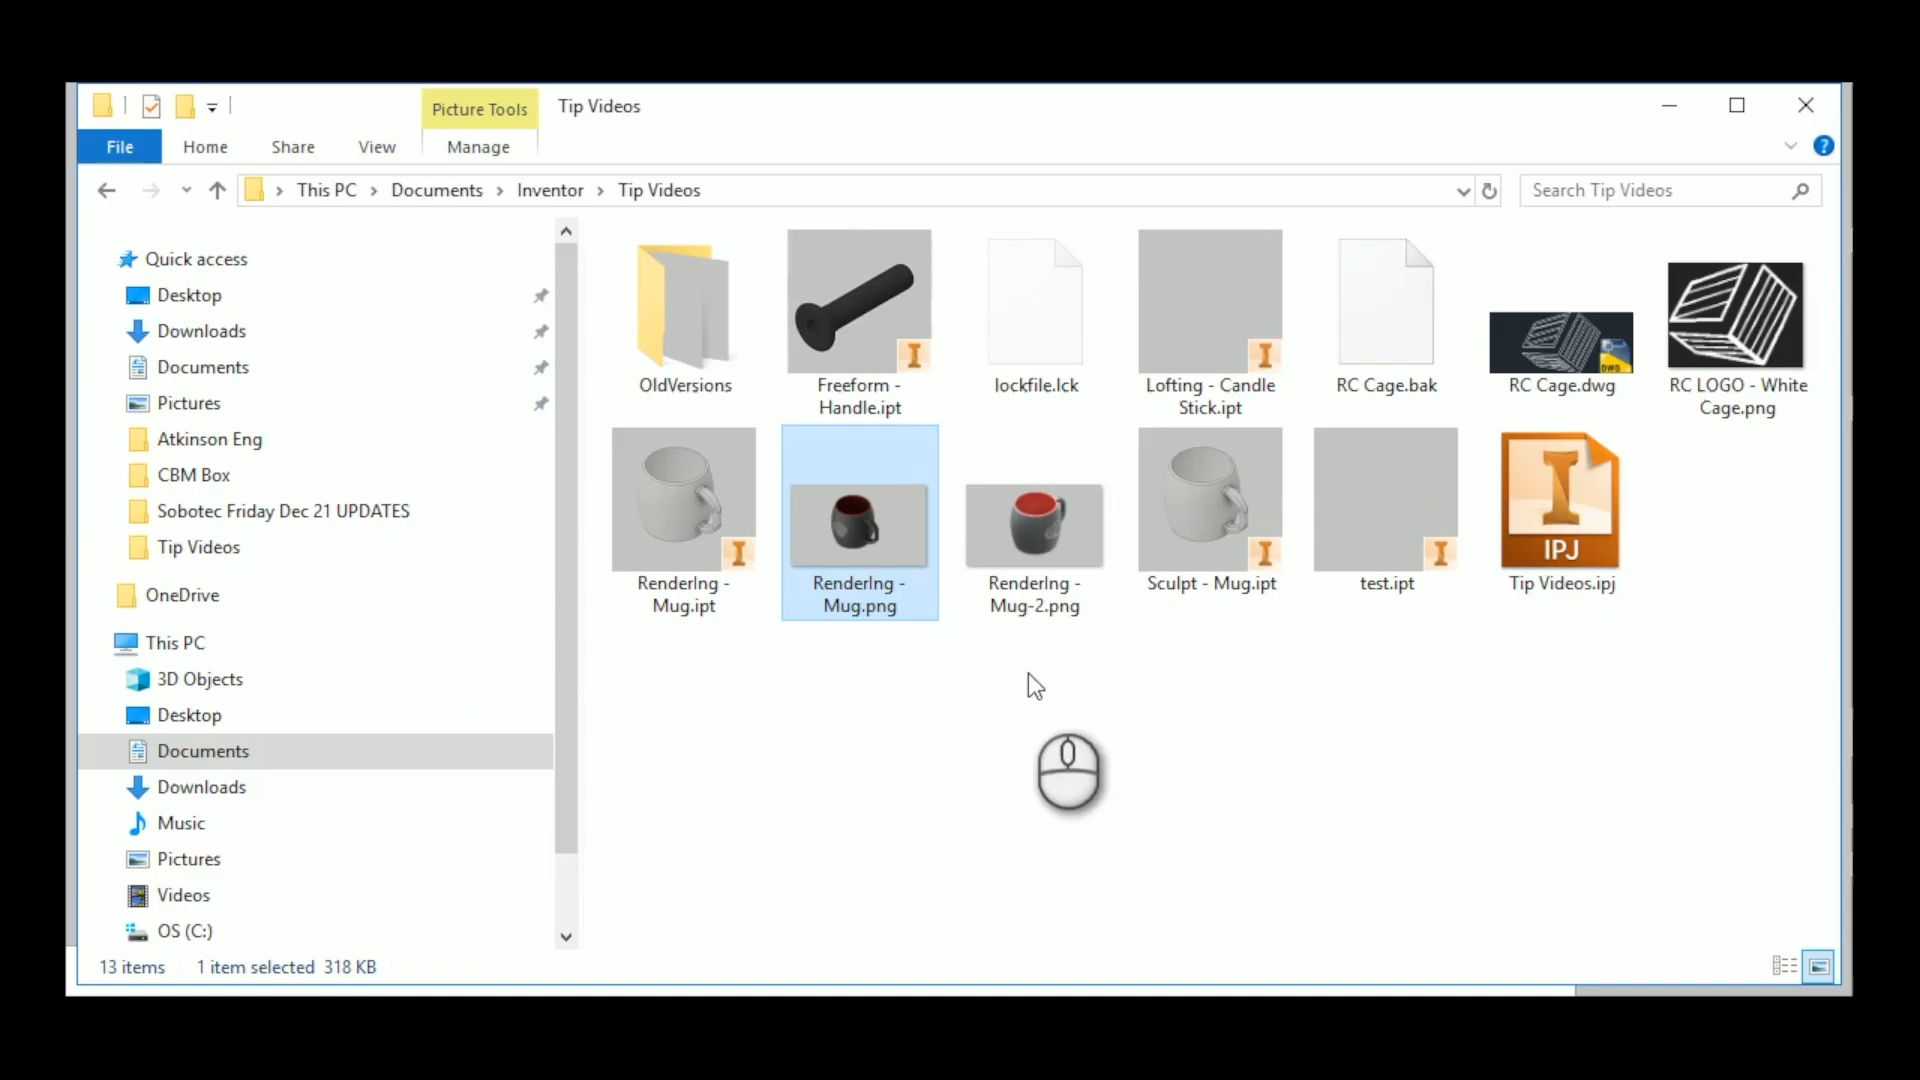 Picture Tools
Tip Videos
File
Home
Share
View
Manage
?
This PC
Documents
Inventor
Tip Videos
Search Tip Videos
Quick access
Desktop
Downloads
Documents
Pictures
Atkinson Eng
CBM Box
Sobotec Friday Dec 21 UPDATES
Tip Videos
OneDrive
This PC
3D Objects
Desktop
Documents
Downloads
Music
Pictures
Videos
OS (C:)
OldVersions
I
Freeform -
Handle.ipt
lockfile.lck
I
Lofting - Candle
Stick.ipt
RC Cage.bak
DWG
RC Cage.dwg
RC LOGO - White
Cage.png
I
RenderIng -
Mug.ipt
RenderIng -
Mug.png
RenderIng -
Mug-2.png
I
Sculpt - Mug.ipt
I
test.ipt
I
IPJ
Tip Videos.ipj
13 items
1 item selected 318 KB